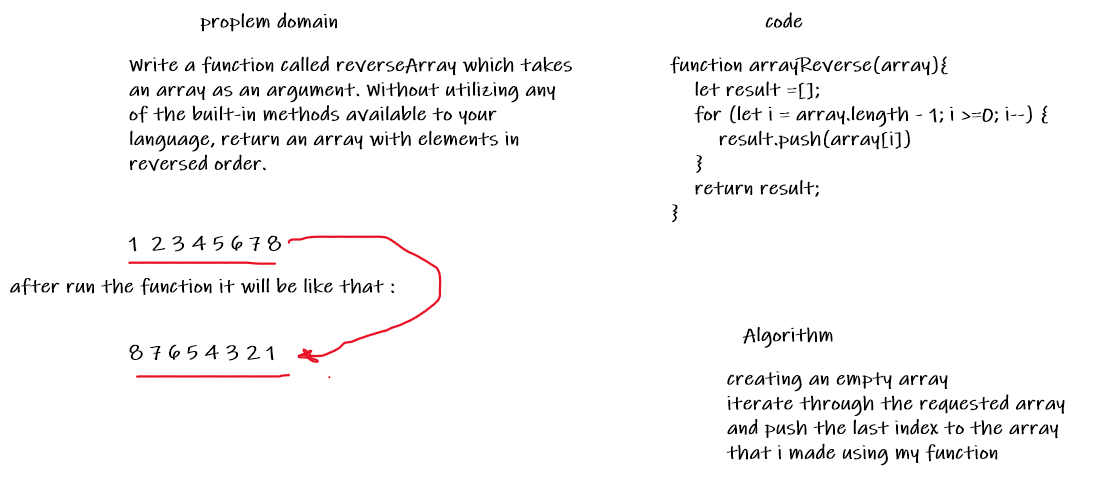 proplem domain
Write a function called reverseArray which takes
an array as an argument. Without utilizing any
of the built-in methods available to your
language, return an array with elements in
reversed order.
1 2 3 4 5 6 7 8
after run the function it will be like that :
8 7 6 5 4 3 2 1
code
function arrayReverse(array){
let result =[];
for (let i = array.length - 1; i >=0; i--) {
result.push(array[i])
}
return result;
}
Algorithm
creating an empty array
iterate through the requested array
and push the last index to the array
that i made using my function